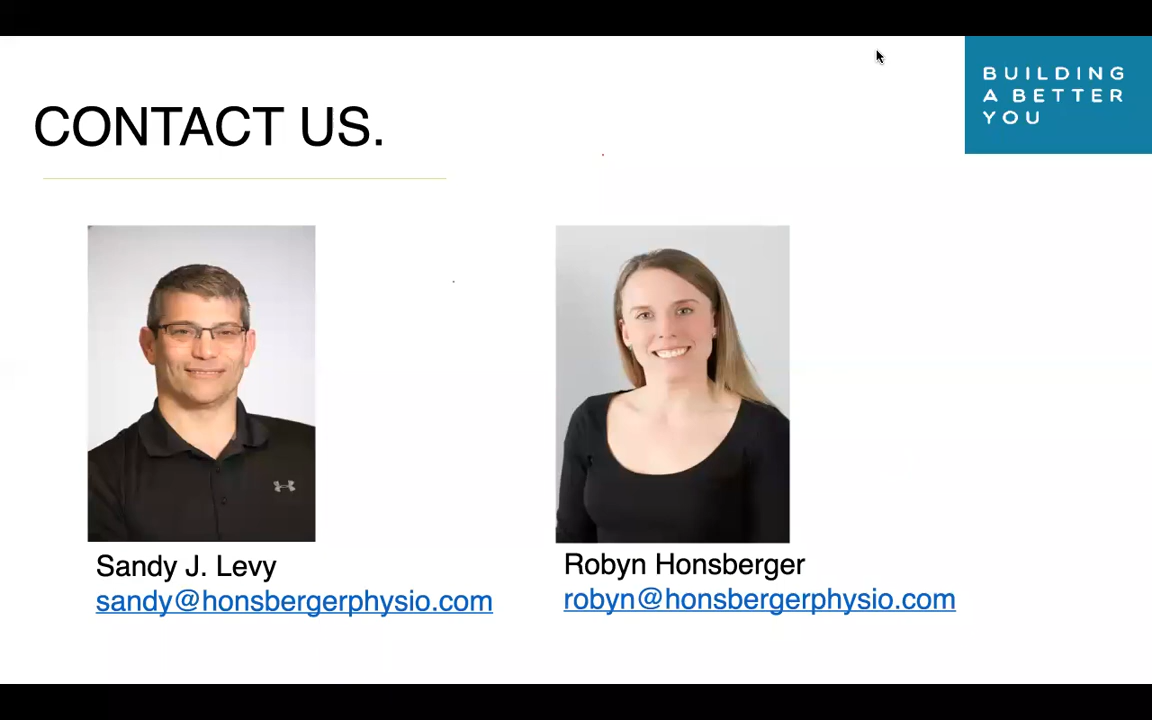 BUILDING
A BETTER
YOU
CONTACT US.
Sandy J. Levy
sandy@honsbergerphysio.com
Robyn Honsberger
robyn@honsbergerphysio.com